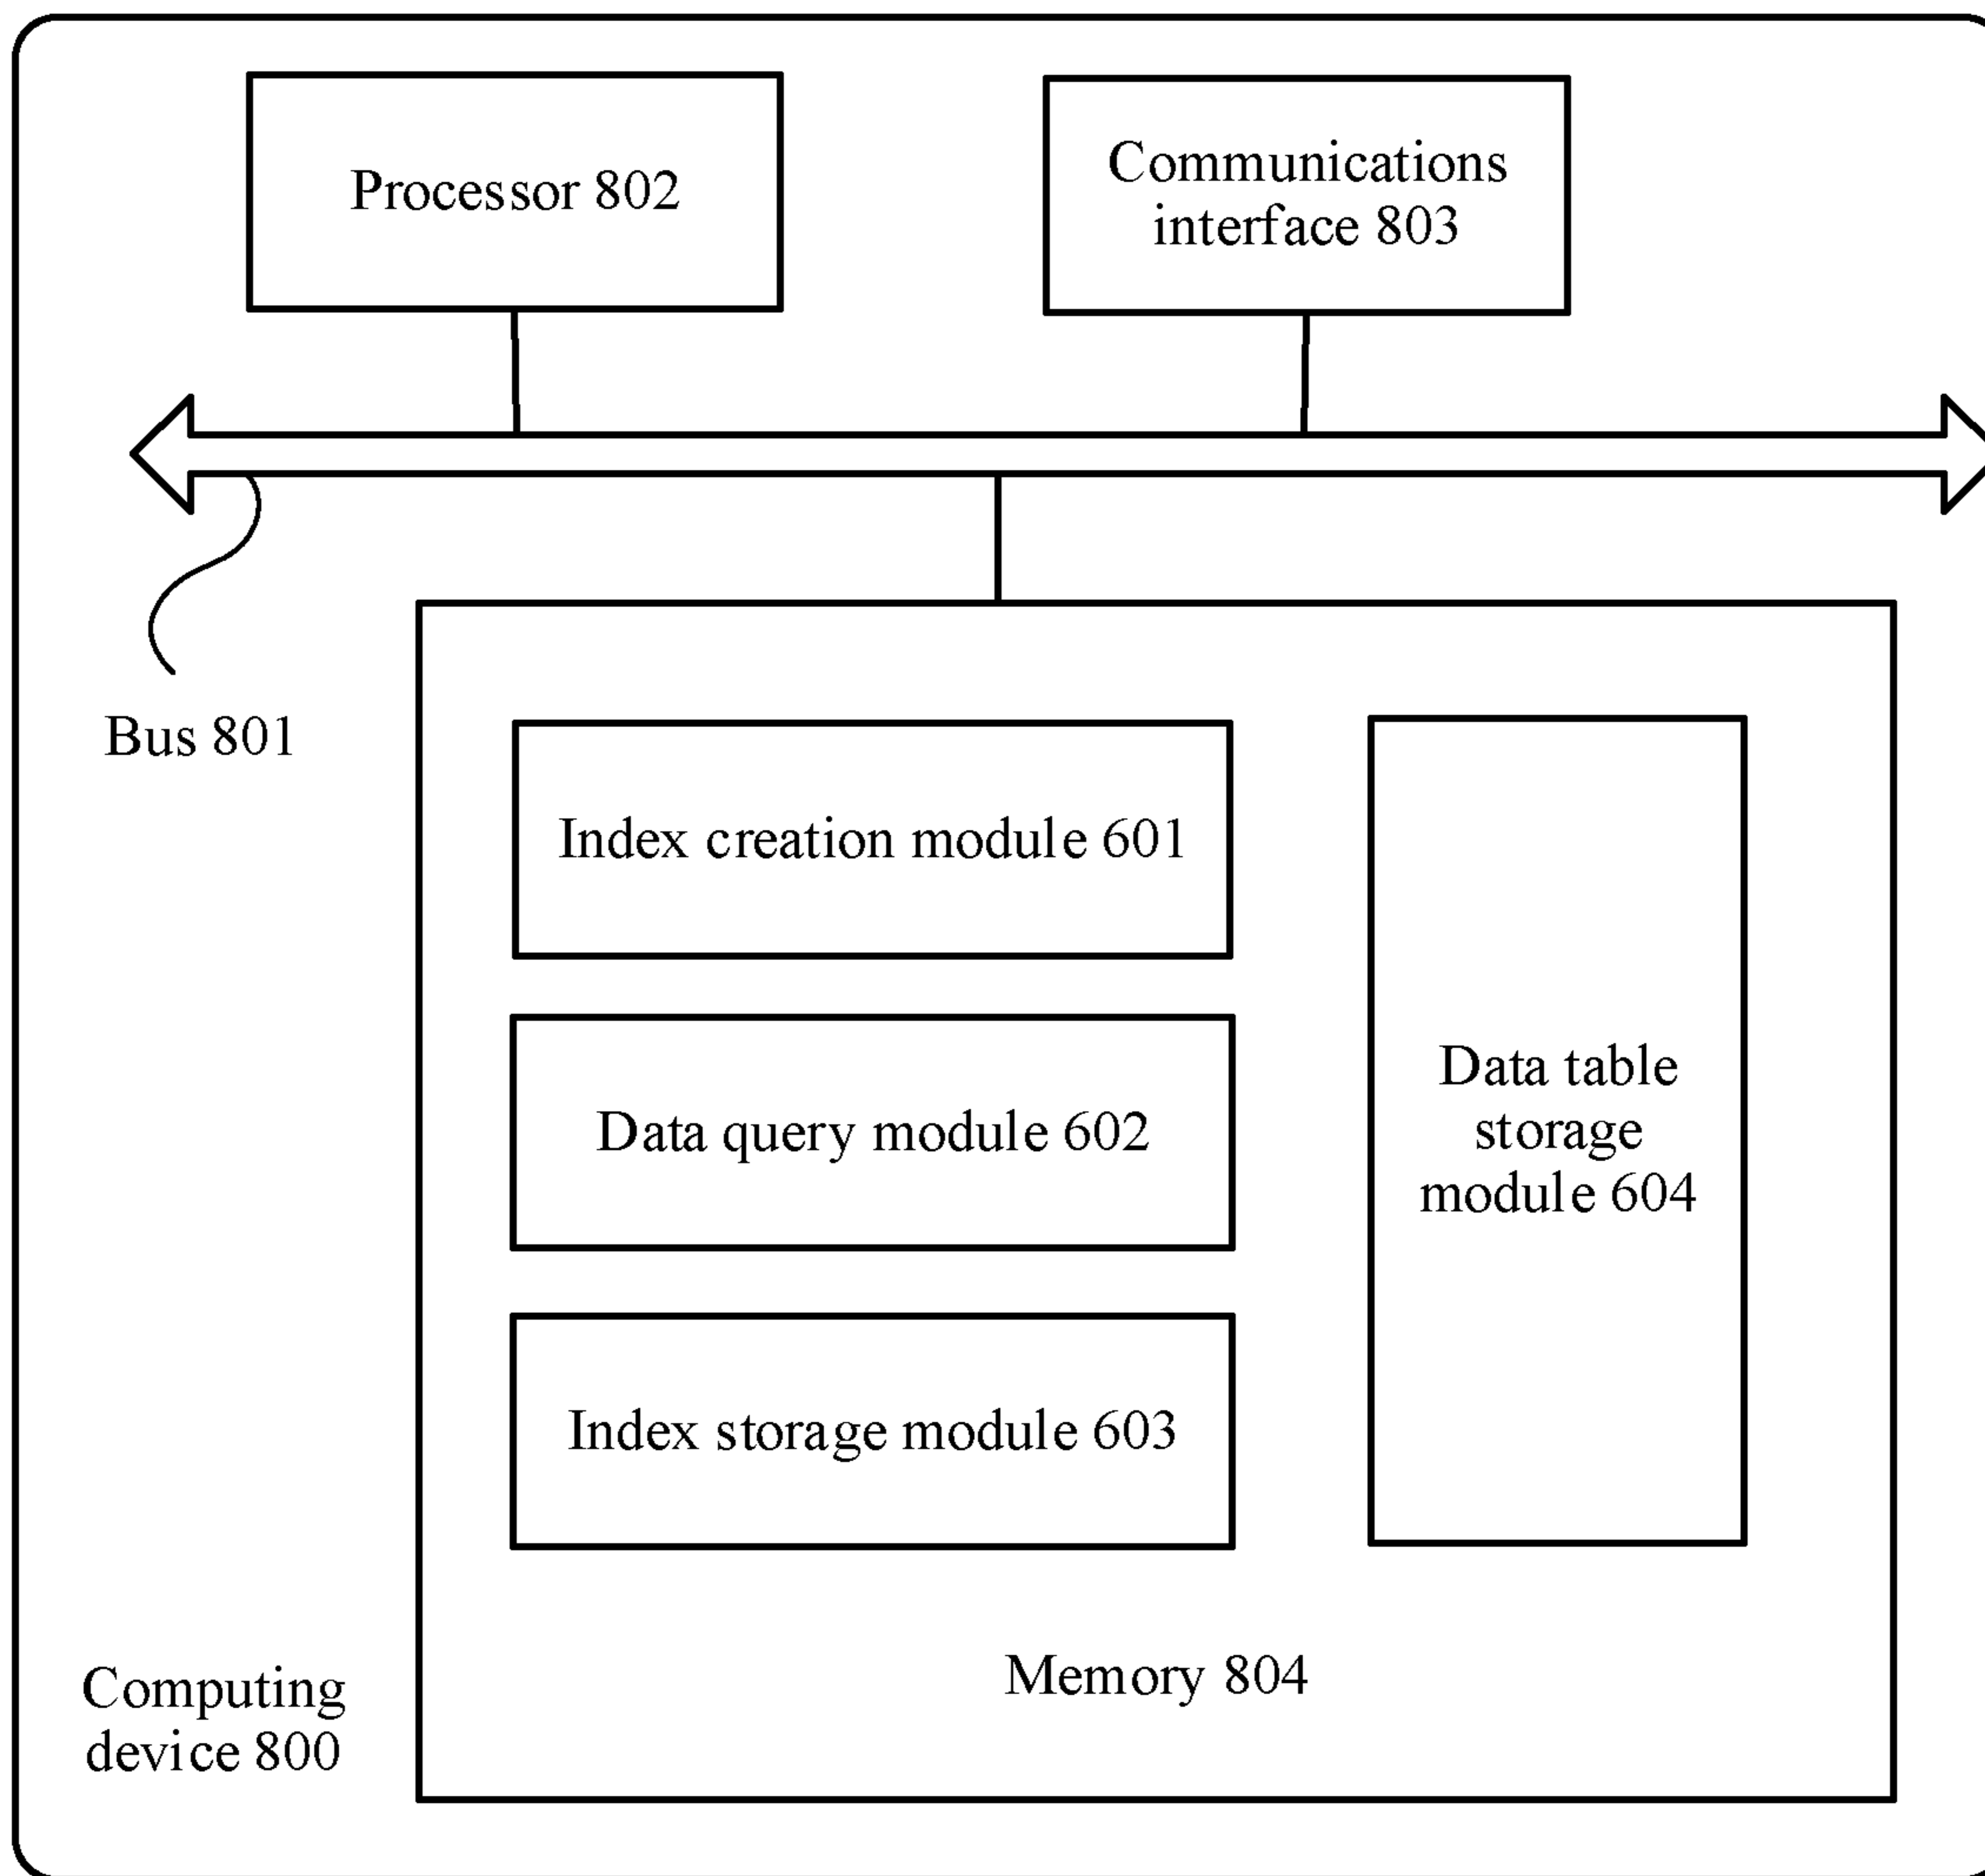 Processor 802
Communications
interface 803
Bus 801
Index creation module 601
Data query module 602
Index storage module 603
Data table
storage
module 604
Memory 804
Computing
device 800